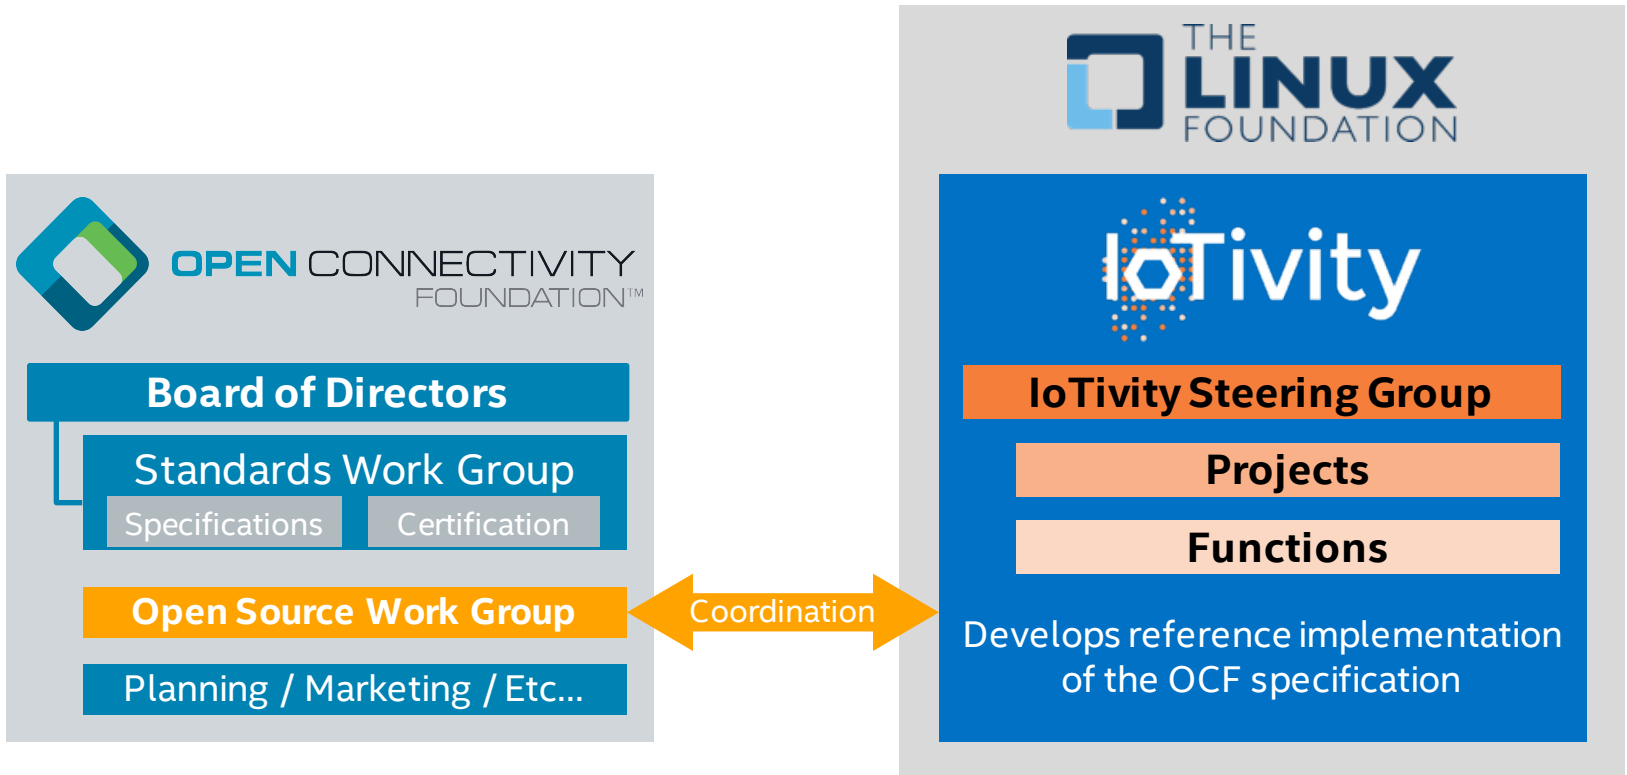 THE
LINUX
FOUNDATION
OPEN CONNECTIVITY
FOUNDATION™
Board of Directors
Standards Work Group
Specifications
Certification
Open Source Work Group
Planning / Marketing / Etc...
Coordination
IoTivity
IoTivity Steering Group
Projects
Functions
Develops reference implementation
of the OCF specification